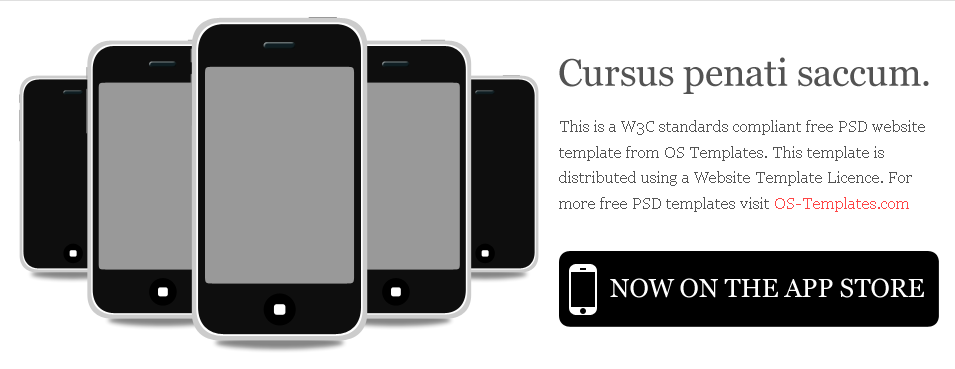 Cursus penati saccum.
This is a W3C standards compliant free PSD website
template from OS Templates. This template is
distributed using a Website Template Licence. For
more free PSD templates visit OS-Templates.com
NOW ON THE APP STORE